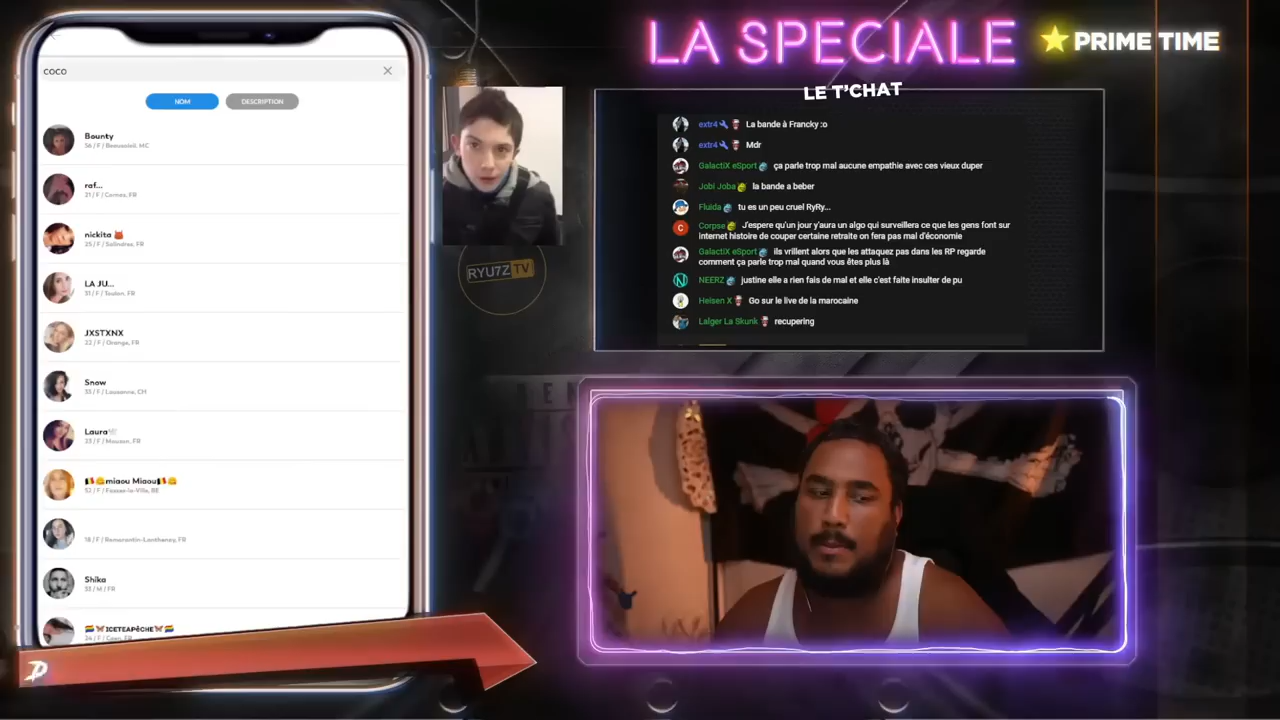 coco
NOM
DESCRIPTION
Bounty
56 / F / Beausoleil, MC
raf...
21 / F / Comes, FR
nickita
25 / F / Salindres, FR
LA JU...
31 / F / Toulon, FR
JXSTXNX
22 / F / Orange, FR
Snow
33 / F / Lausanne, CH
Laura
33 / F / Mouzon, FR
miaou Miaou
52 / F / Fosses-la-Ville, BE
18 / F / Romorantin-Lanthenay, FR
Shika
33 / M / FR
ICETEAPêCHE
24 / F / Caen, FR
RYU7Z TV
LA SPECIALE
PRIME TIME
LE T'CHAT
extr4 La bande à Francky :o
extr4 Mdr
GalactiX eSport ça parle trop mal aucune empathie avec ces vieux duper
Jobi Joba la bande a beber
Fluida tu es un peu cruel RyRy...
Corpse J'espere qu'un jour y'aura un algo qui surveillera ce que les gens font sur
internet histoire de couper certaine retraite on fera pas mal d'économie
GalactiX eSport ils vrillent alors que les attaquez pas dans les RP regarde
comment ça parle trop mal quand vous êtes plus là
NEERZ justine elle a rien fais de mal et elle c'est faite insulter de pu
Heisen X Go sur le live de la marocaine
Lalger La Skunk recupering